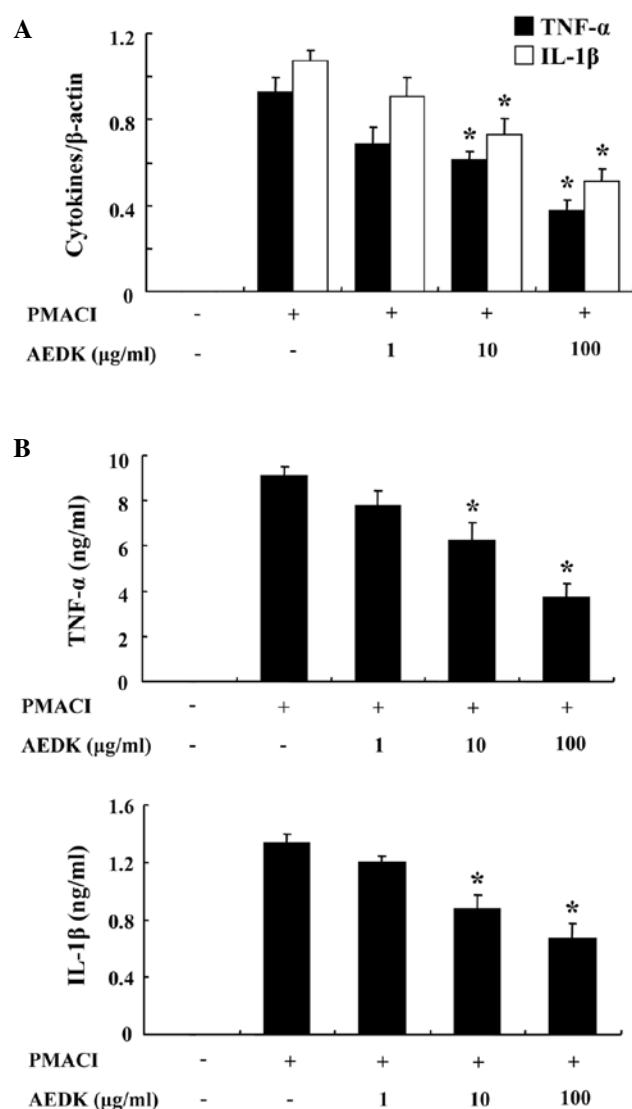 A
TNF-α
IL-1β
Cytokines/β-actin
1.2
0.8
0.4
0
* *
* *
PMACI - + + + +
AEDK (μg/ml) - - 1 10 100
B
TNF-α (ng/ml)
10
8
6
4
2
0
*
*
PMACI - + + + +
AEDK (μg/ml) - - 1 10 100
IL-1β (ng/ml)
1.6
1.2
0.8
0.4
0
*
*
PMACI - + + + +
AEDK (μg/ml) - - 1 10 100